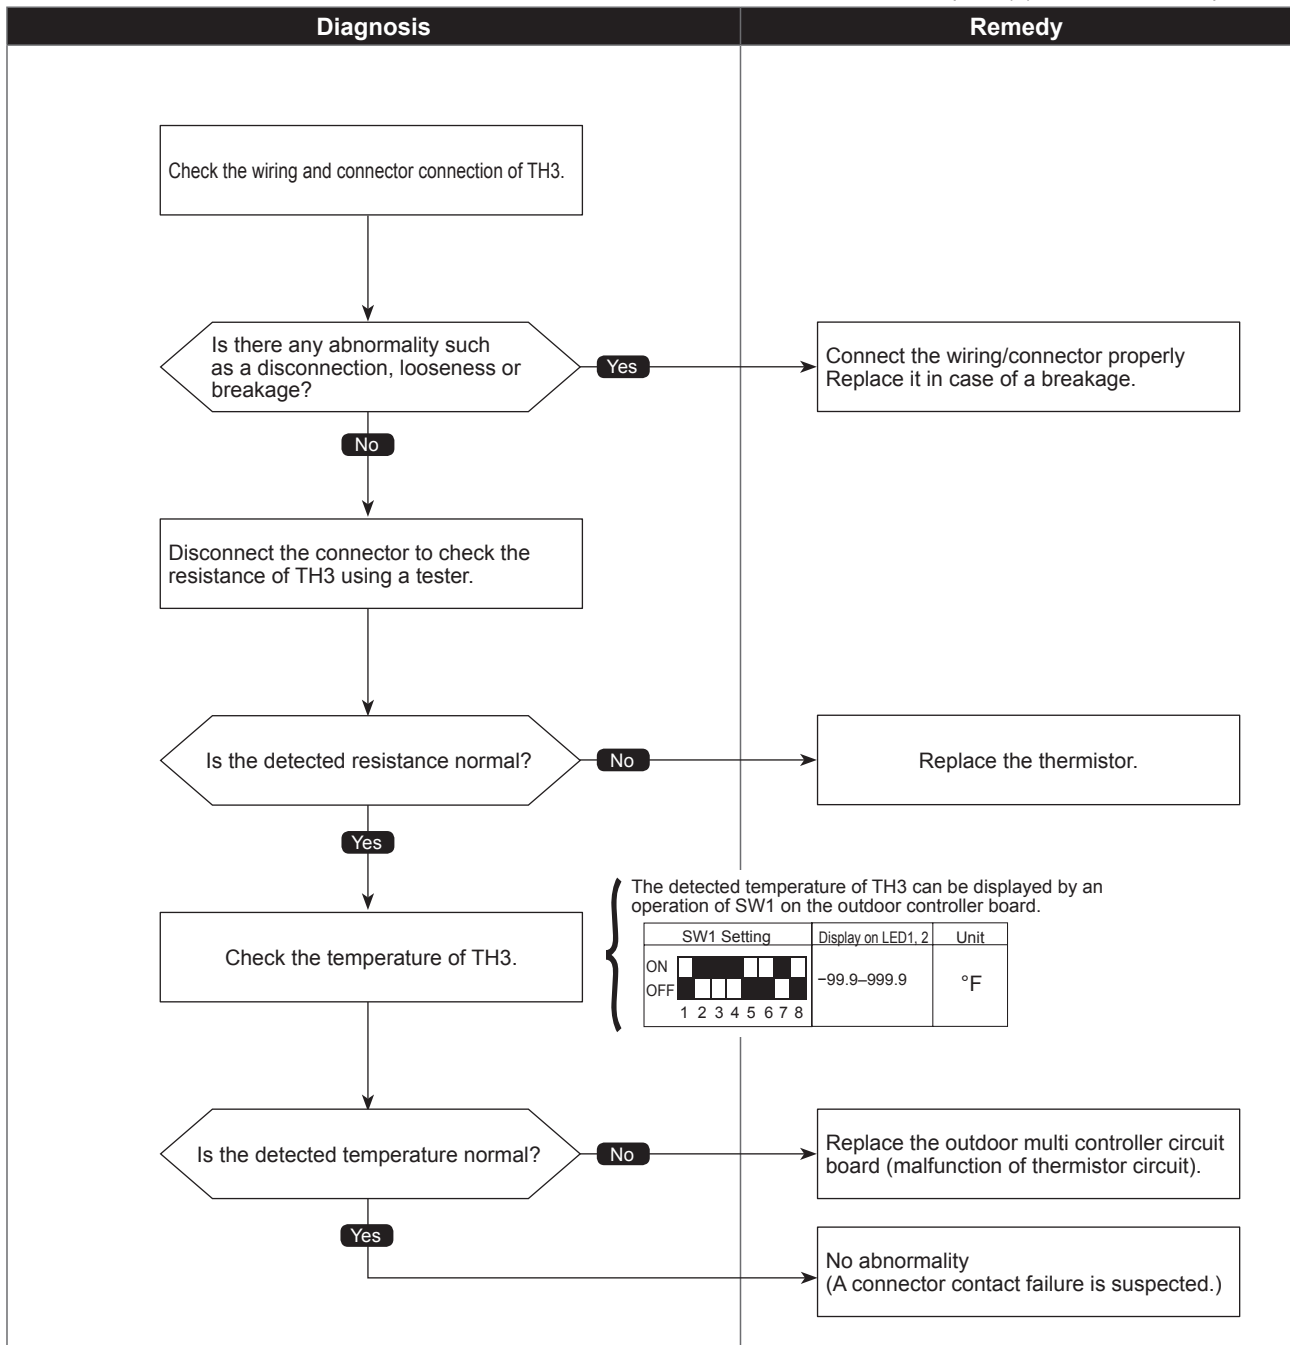 Diagnosis
Remedy
Check the wiring and connector connection of TH3.
Is there any abnormality such
as a disconnection, looseness or
breakage?
Yes
Connect the wiring/connector properly
Replace it in case of a breakage.
No
Disconnect the connector to check the
resistance of TH3 using a tester.
Is the detected resistance normal?
No
Replace the thermistor.
Yes
The detected temperature of TH3 can be displayed by an
operation of SW1 on the outdoor controller board.
Check the temperature of TH3.
SW1 Setting
Display on LED1, 2
Unit
ON
OFF
1 2 3 4 5 6 7 8
−99.9–999.9
°F
Is the detected temperature normal?
No
Replace the outdoor multi controller circuit
board (malfunction of thermistor circuit).
Yes
No abnormality
(A connector contact failure is suspected.)